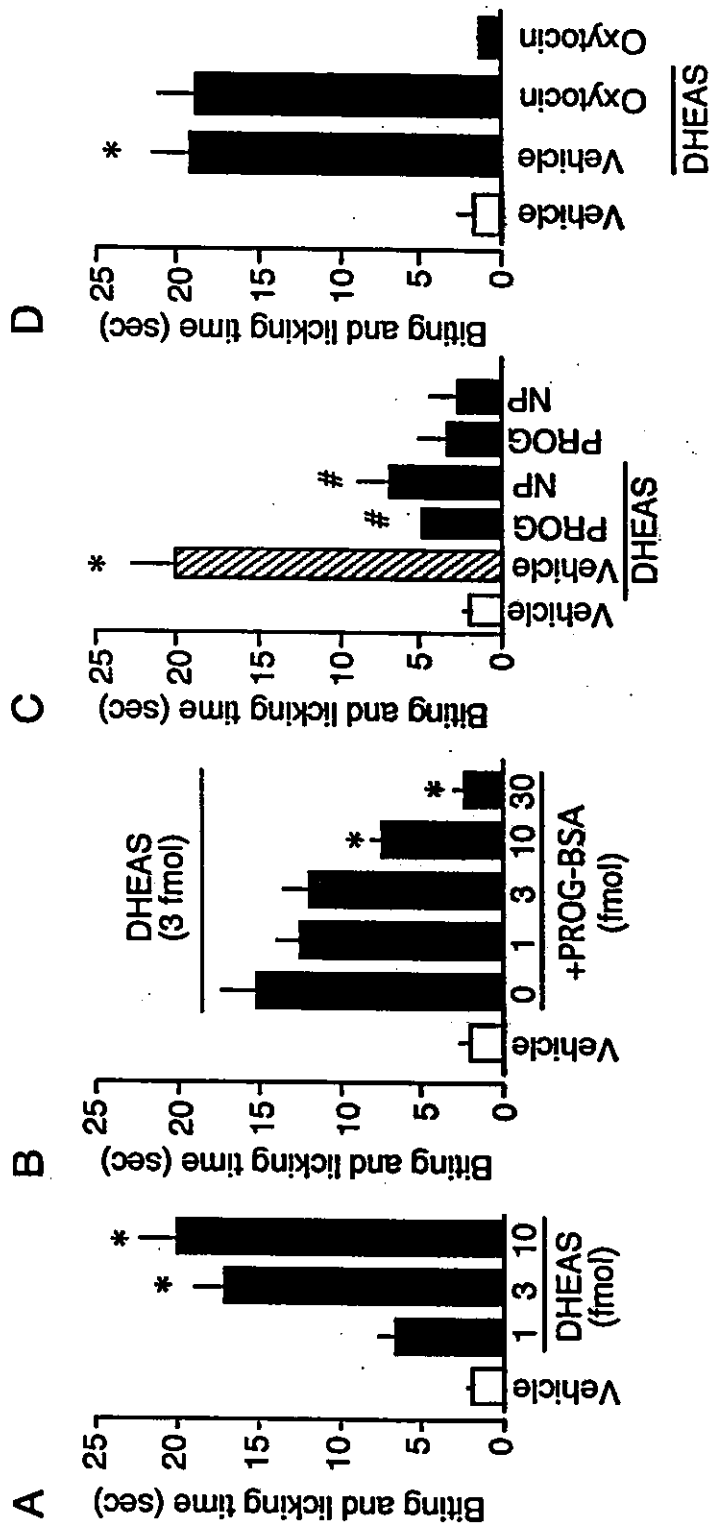 A
Biting and licking time (sec)
25
20
15
10
5
0
Vehicle
1
3
10
DHEAS
(fmol)
*
*
B
Biting and licking time (sec)
25
20
15
10
5
0
DHEAS
(3 fmol)
*
*
Vehicle
0
1
3
10
30
+PROG-BSA
(fmol)
C
Biting and licking time (sec)
25
20
15
10
5
0
*
#
#
Vehicle
Vehicle
PROG
NP
PROG
NP
DHEAS
D
Biting and licking time (sec)
25
20
15
10
5
0
*
Vehicle
Vehicle
Oxytocin
Oxytocin
DHEAS